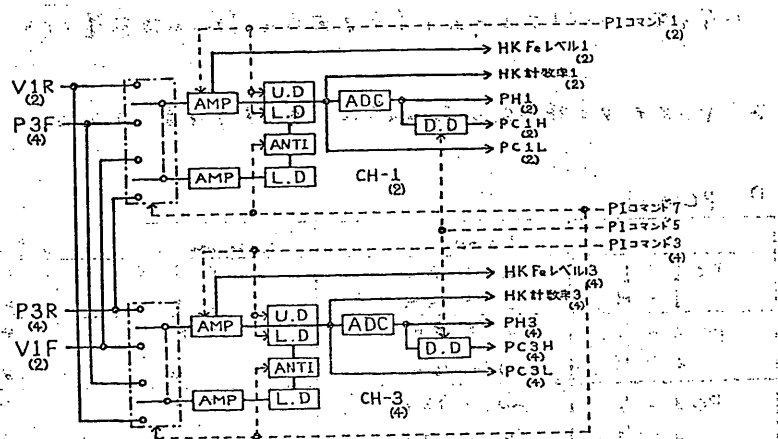 PIコマンド1
(2)
HK Feレベル1
(2)
HK計数率1
(2)
V1R
(2)
P3F
(4)
AMP
U.D
L.D
ADC
PH1
(2)
D.D
PC1H
(2)
ANTI
PC1L
(2)
AMP
L.D
CH-1
(2)
PIコマンド7
PIコマンド5
PIコマンド3
(4)
HK Feレベル3
(4)
HK計数率3
(4)
P3R
(4)
V1F
(2)
AMP
U.D
L.D
ADC
PH3
(4)
D.D
PC3H
(4)
ANTI
PC3L
(4)
AMP
L.D
CH-3
(4)